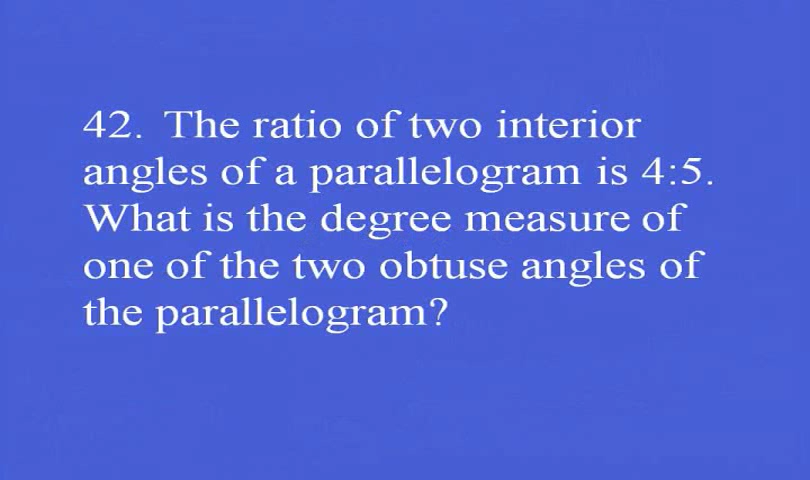 42. The ratio of two interior
angles of a parallelogram is 4:5.
What is the degree measure of
one of the two obtuse angles of
the parallelogram?